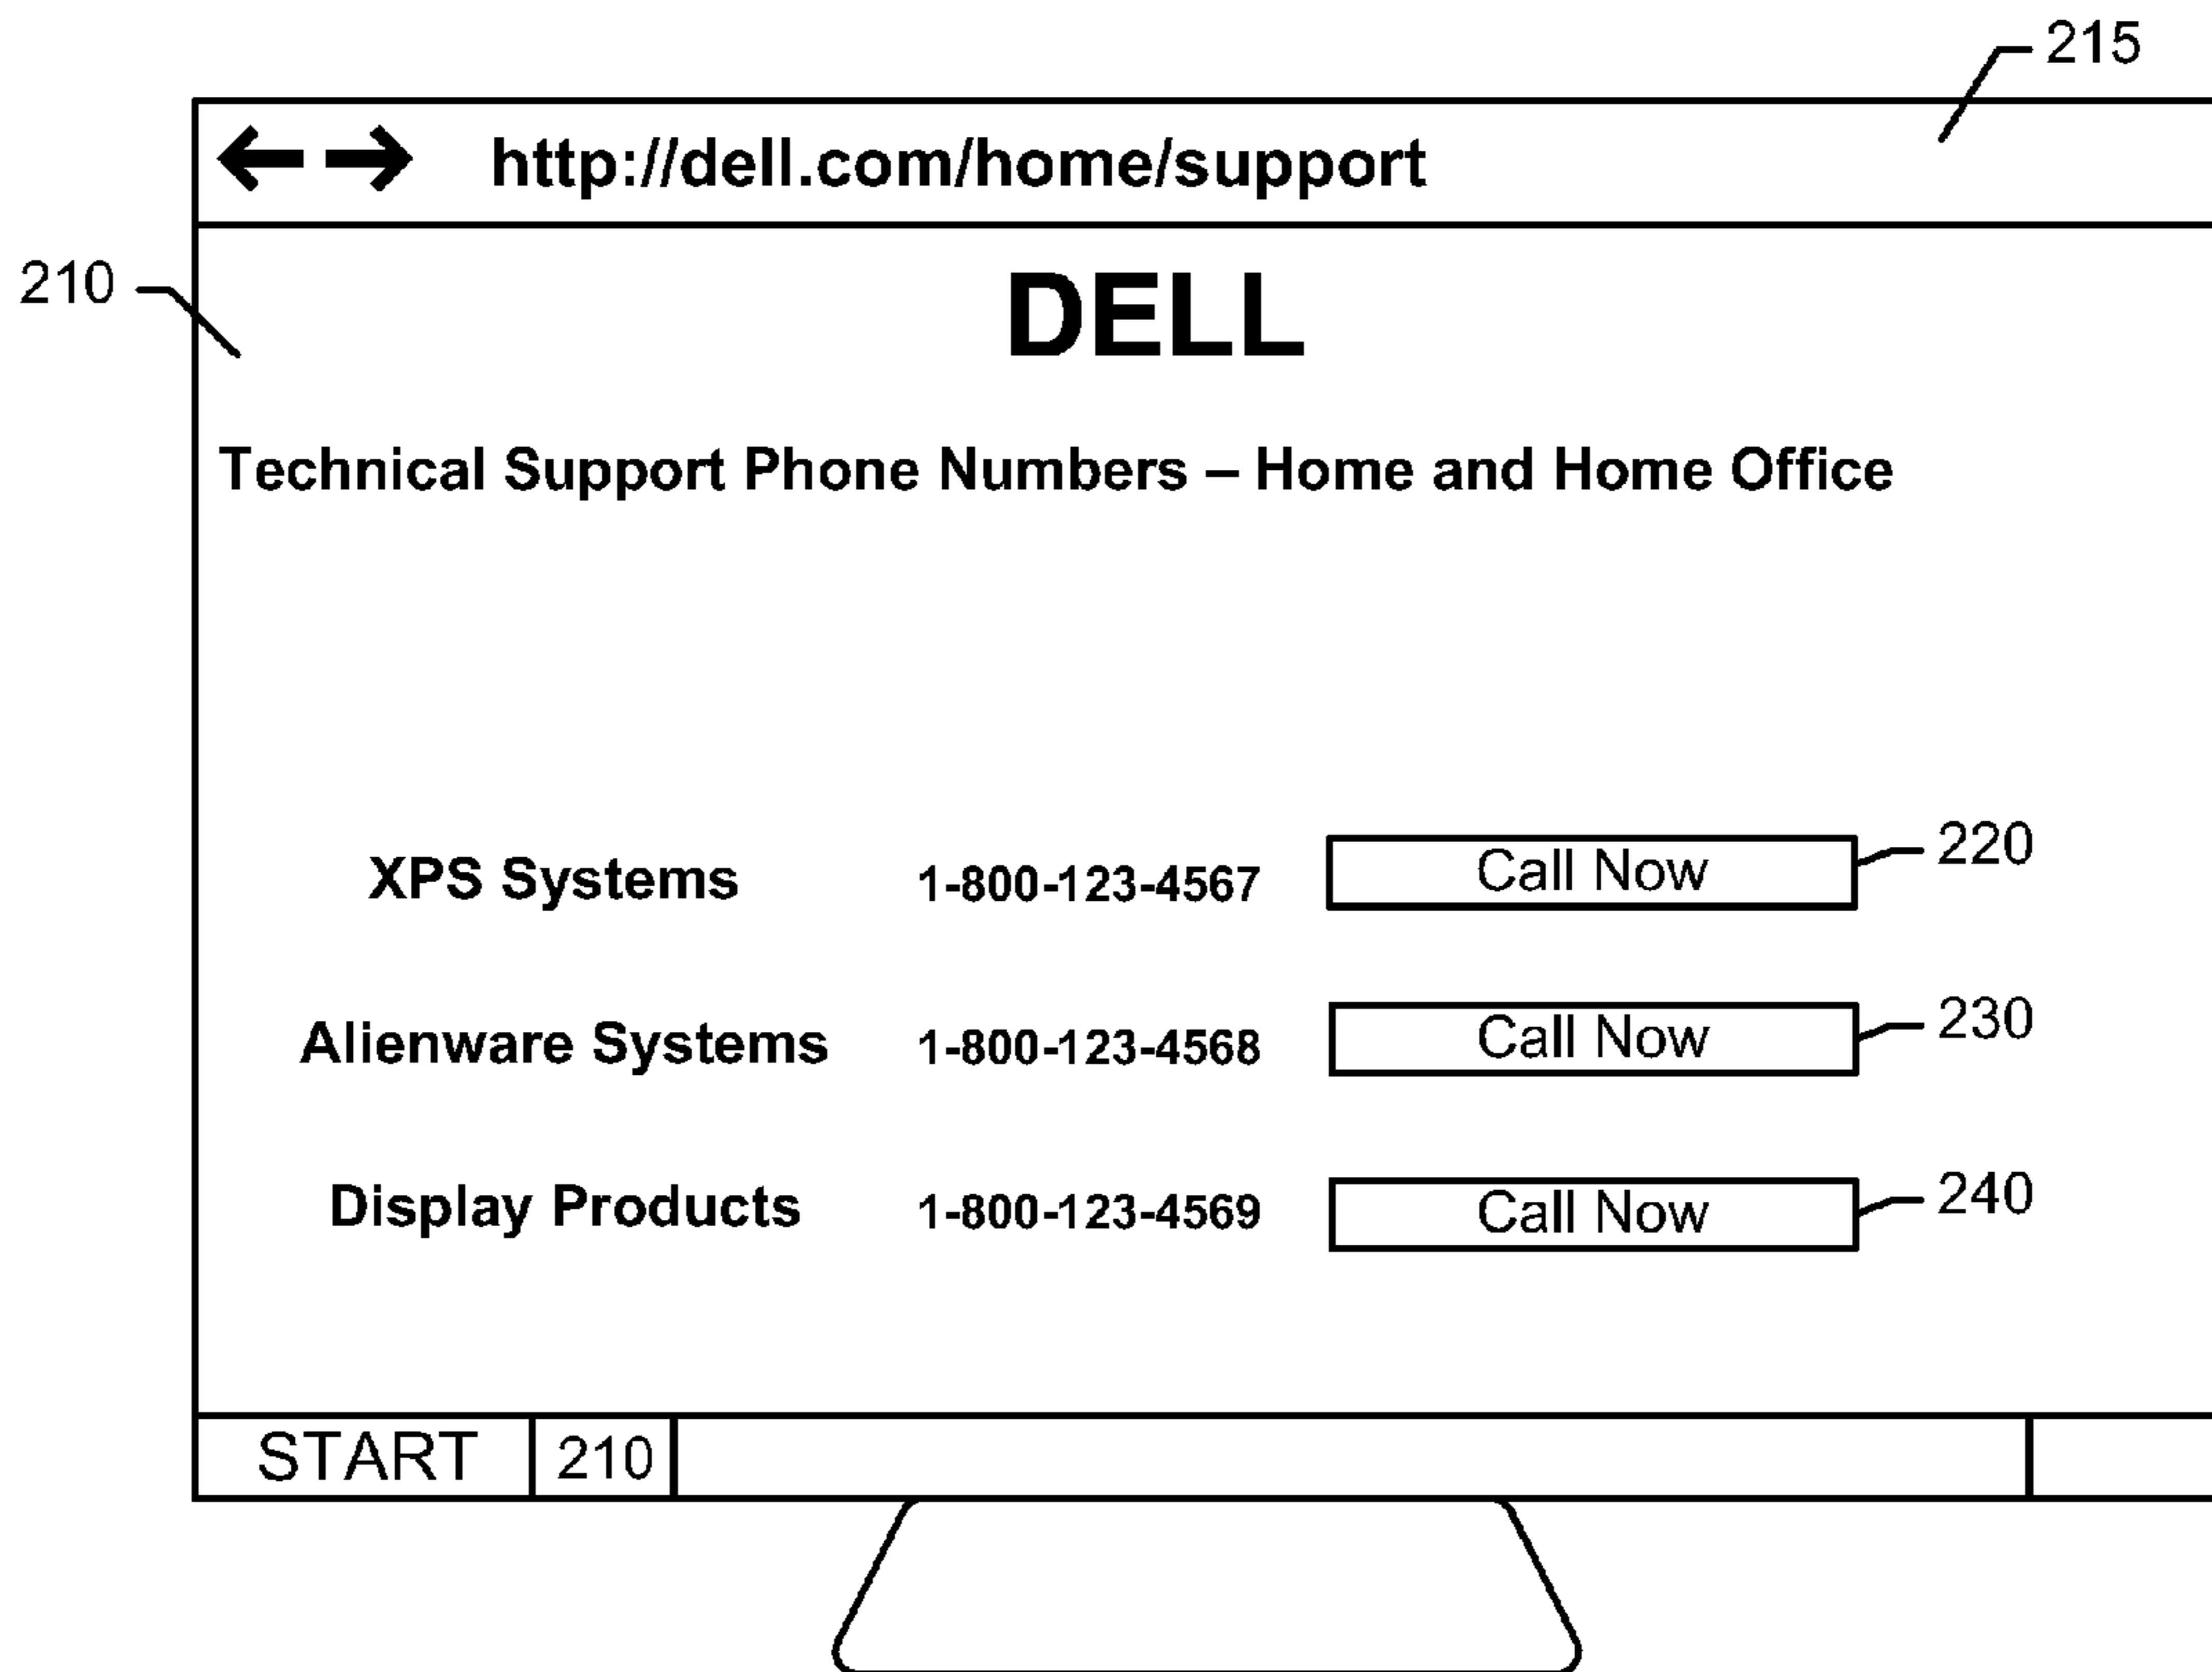 215
http://dell.com/home/support
210
DELL
Technical Support Phone Numbers – Home and Home Office
XPS Systems 1-800-123-4567 Call Now 220
Alienware Systems 1-800-123-4568 Call Now 230
Display Products 1-800-123-4569 Call Now 240
START 210